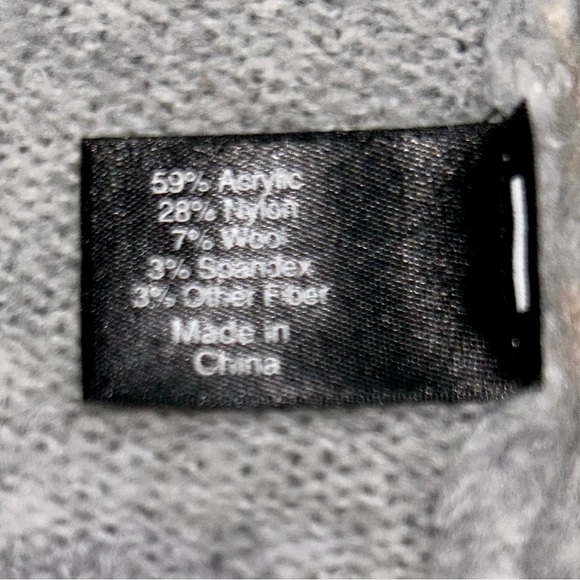 59% Acrylic
28% Nylon
7% Wool
3% Spandex
3% Other Fiber
Made in
China